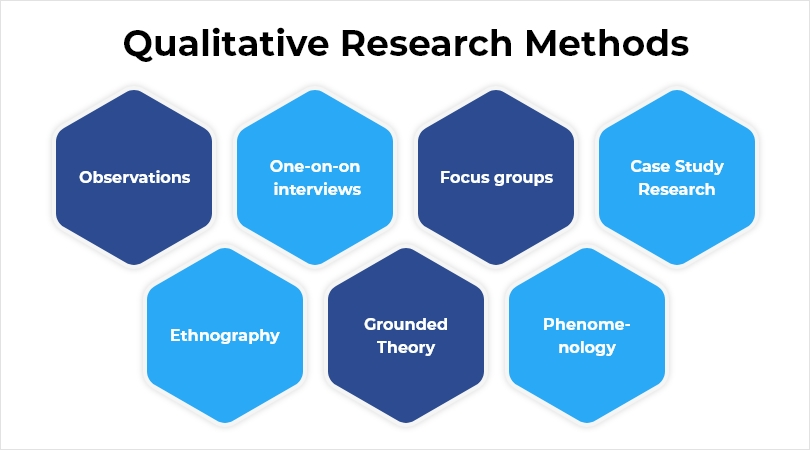 Qualitative Research Methods
Observations
One-on-on
interviews
Focus groups
Case Study
Research
Ethnography
Grounded
Theory
Phenome-
nology